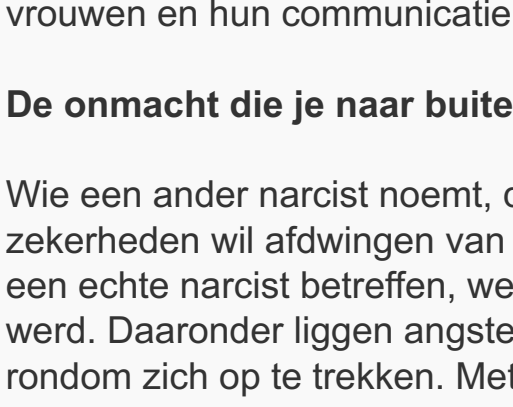 vrouwen en hun communicatie
De onmacht die je naar buite
Wie een ander narcist noemt,
zekerheden wil afdwingen van
een echte narcist betreffen, we
werd. Daaronder liggen angste
rondom zich op te trekken. Met